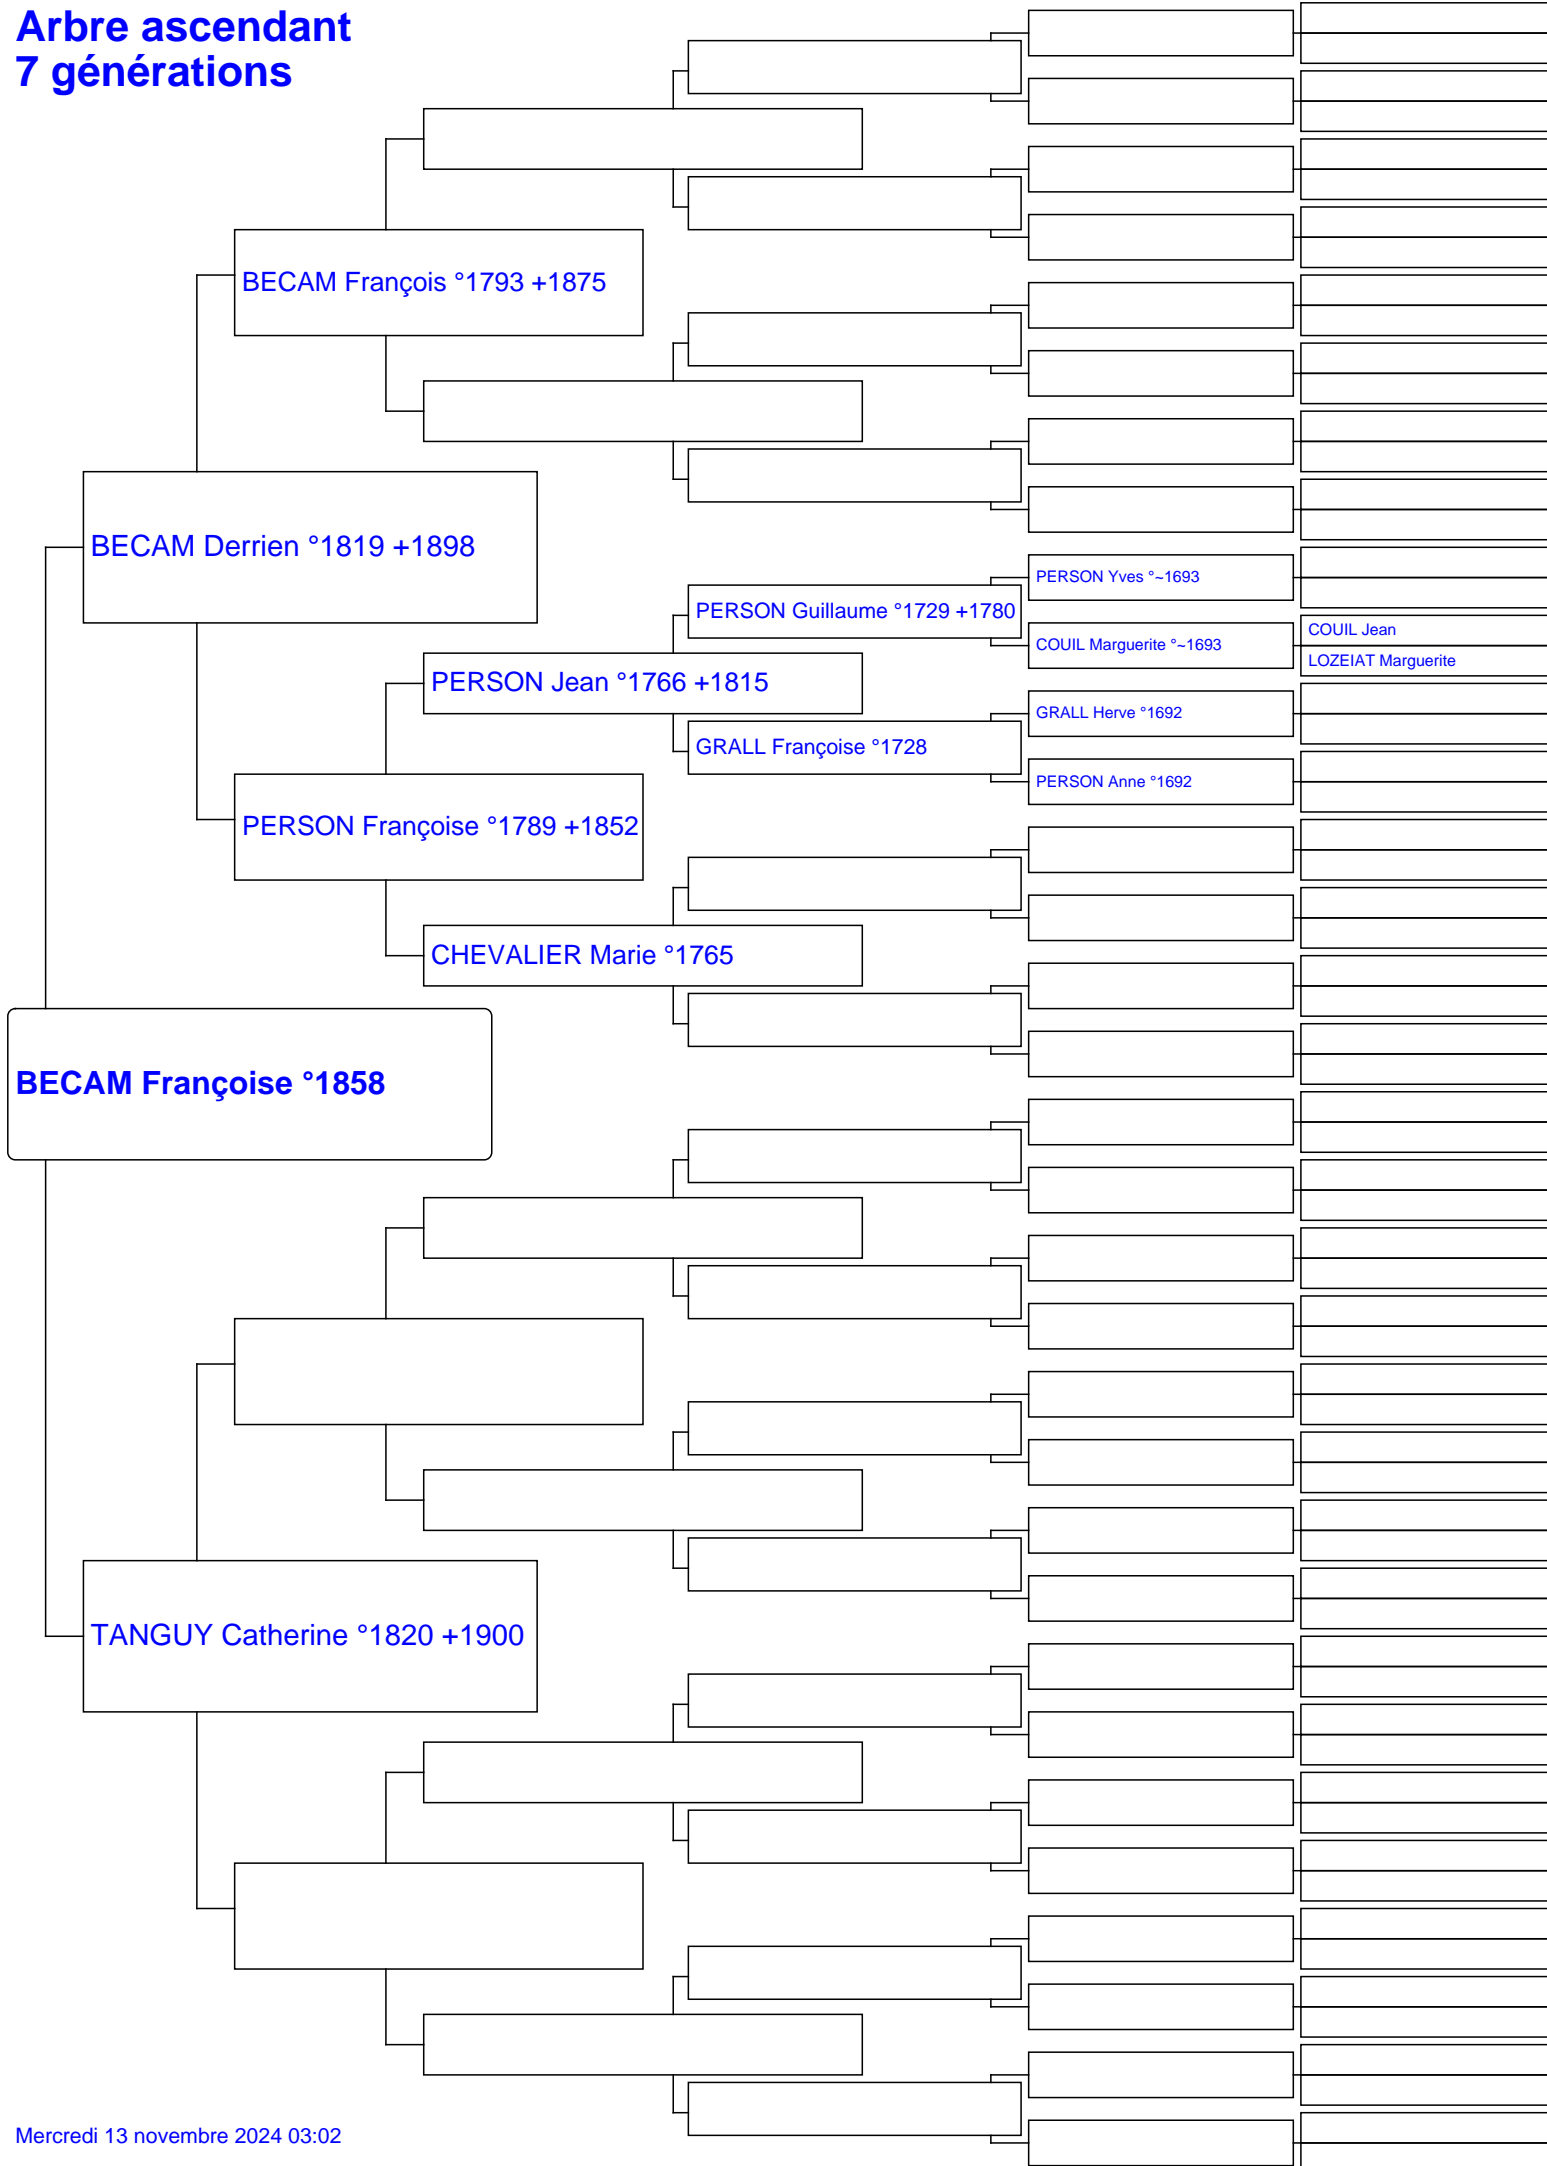 Arbre ascendant
7 générations
BECAM François °1793 +1875
BECAM Derrien °1819 +1898
PERSON Yves °~1693
PERSON Guillaume °1729 +1780
COUIL Jean
COUIL Marguerite °~1693
LOZEIAT Marguerite
PERSON Jean °1766 +1815
GRALL Herve °1692
GRALL Françoise °1728
PERSON Anne °1692
PERSON Françoise °1789 +1852
CHEVALIER Marie °1765
BECAM Françoise °1858
TANGUY Catherine °1820 +1900
Mercredi 13 novembre 2024 03:02